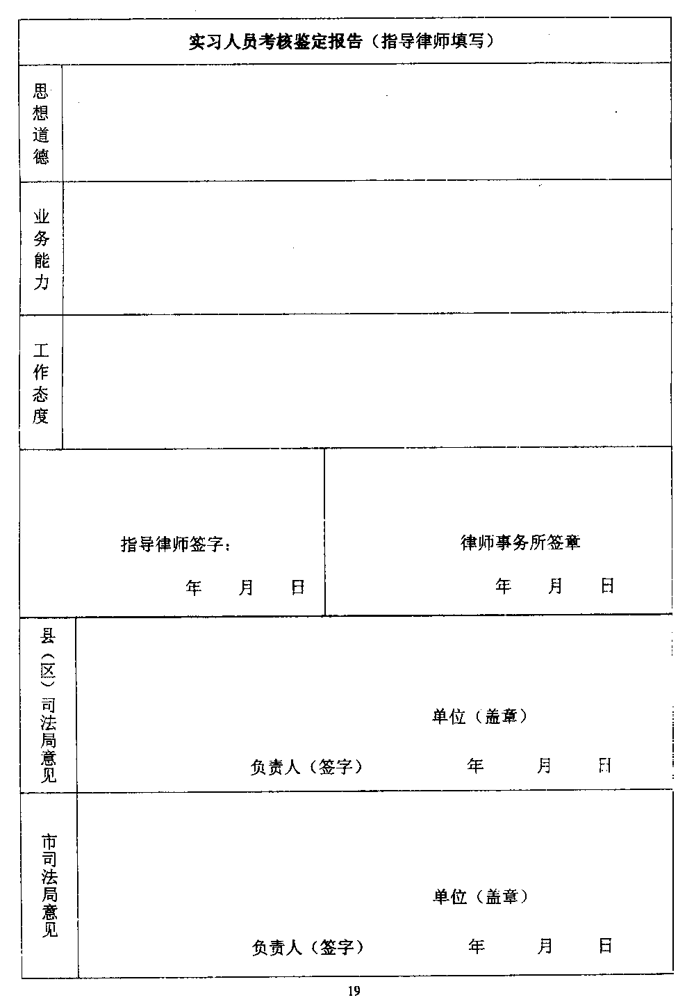 实习人员考核鉴定报告（指导律师填写）
思想道德
业务能力
工作态度
指导律师签字：
年 月 日
律师事务所签章
年 月 日
县（区）司法局意见
单位（盖章）
负责人（签字） 年 月 日
市司法局意见
单位（盖章）
负责人（签字） 年 月 日
19